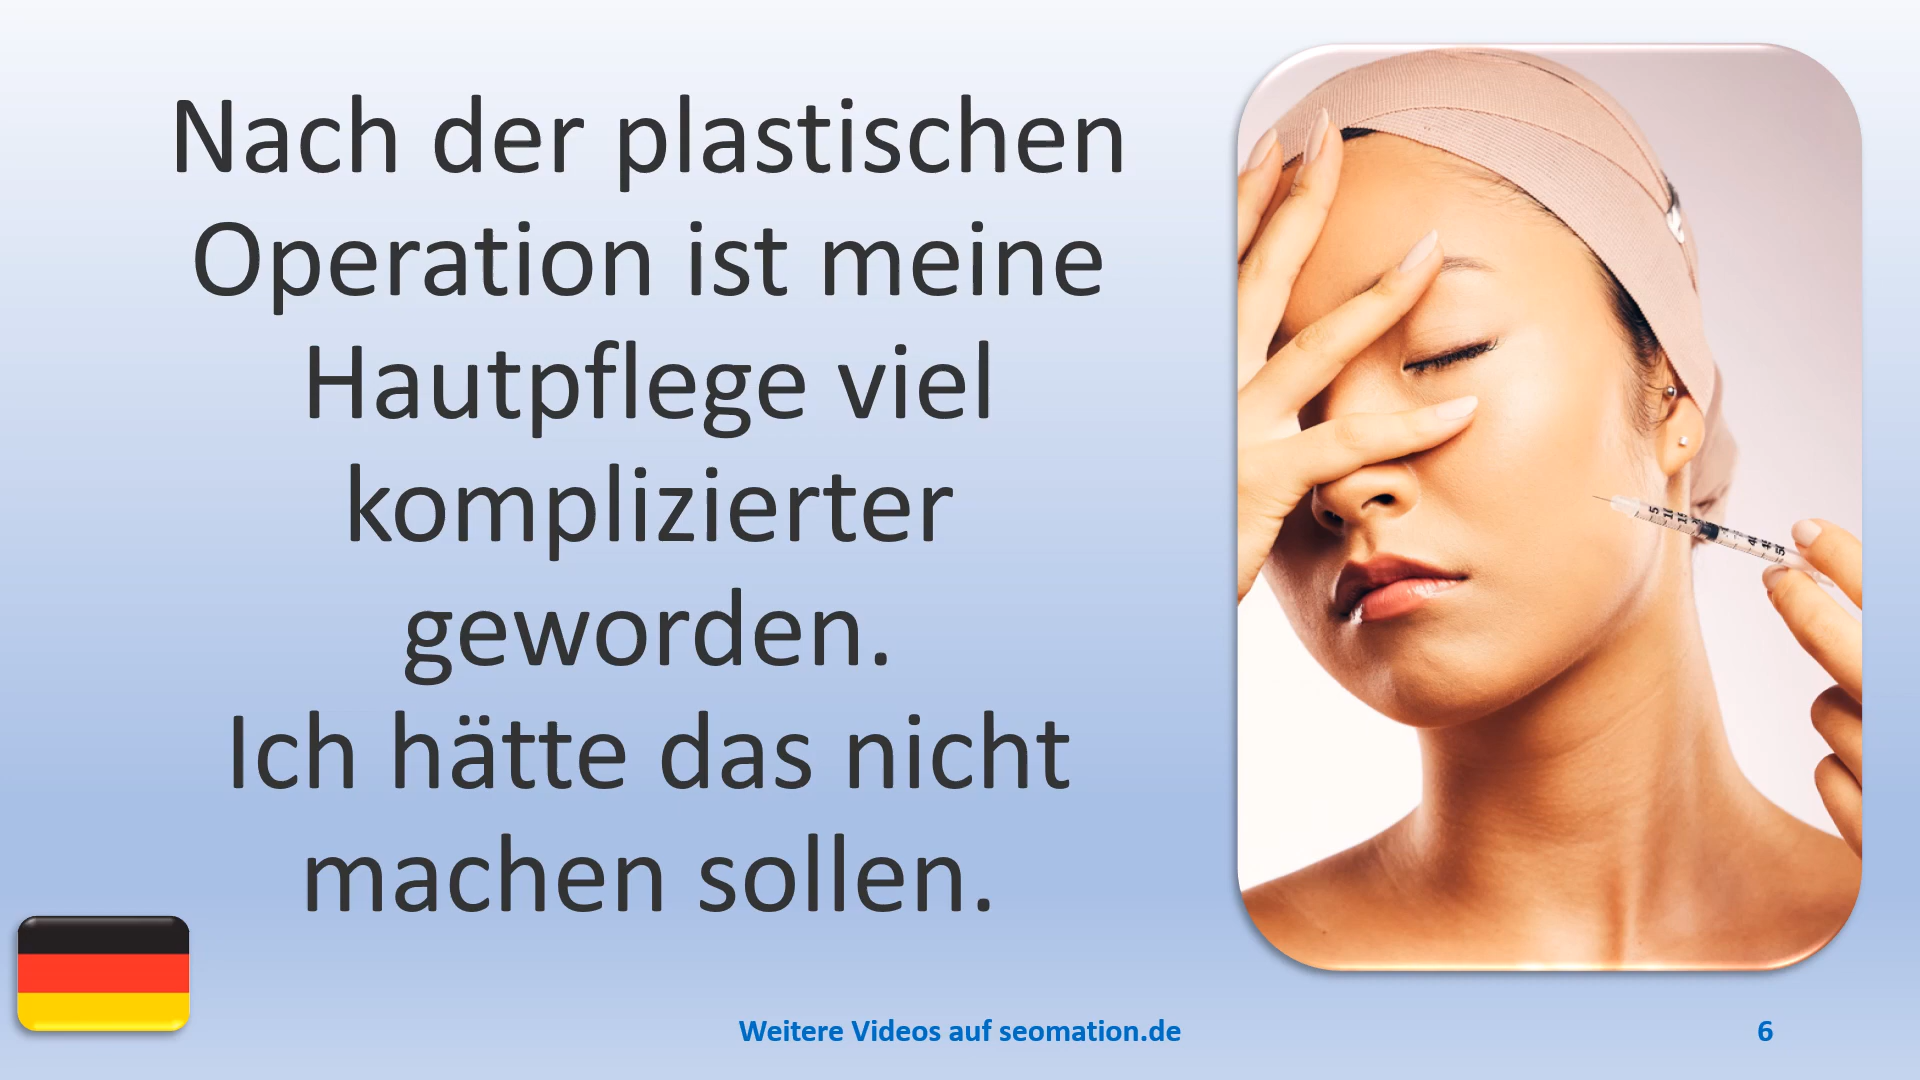 Nach der plastischen
Operation ist meine
Hautpflege viel
komplizierter
geworden.
Ich hätte das nicht
machen sollen.
Weitere Videos auf seomation.de
6